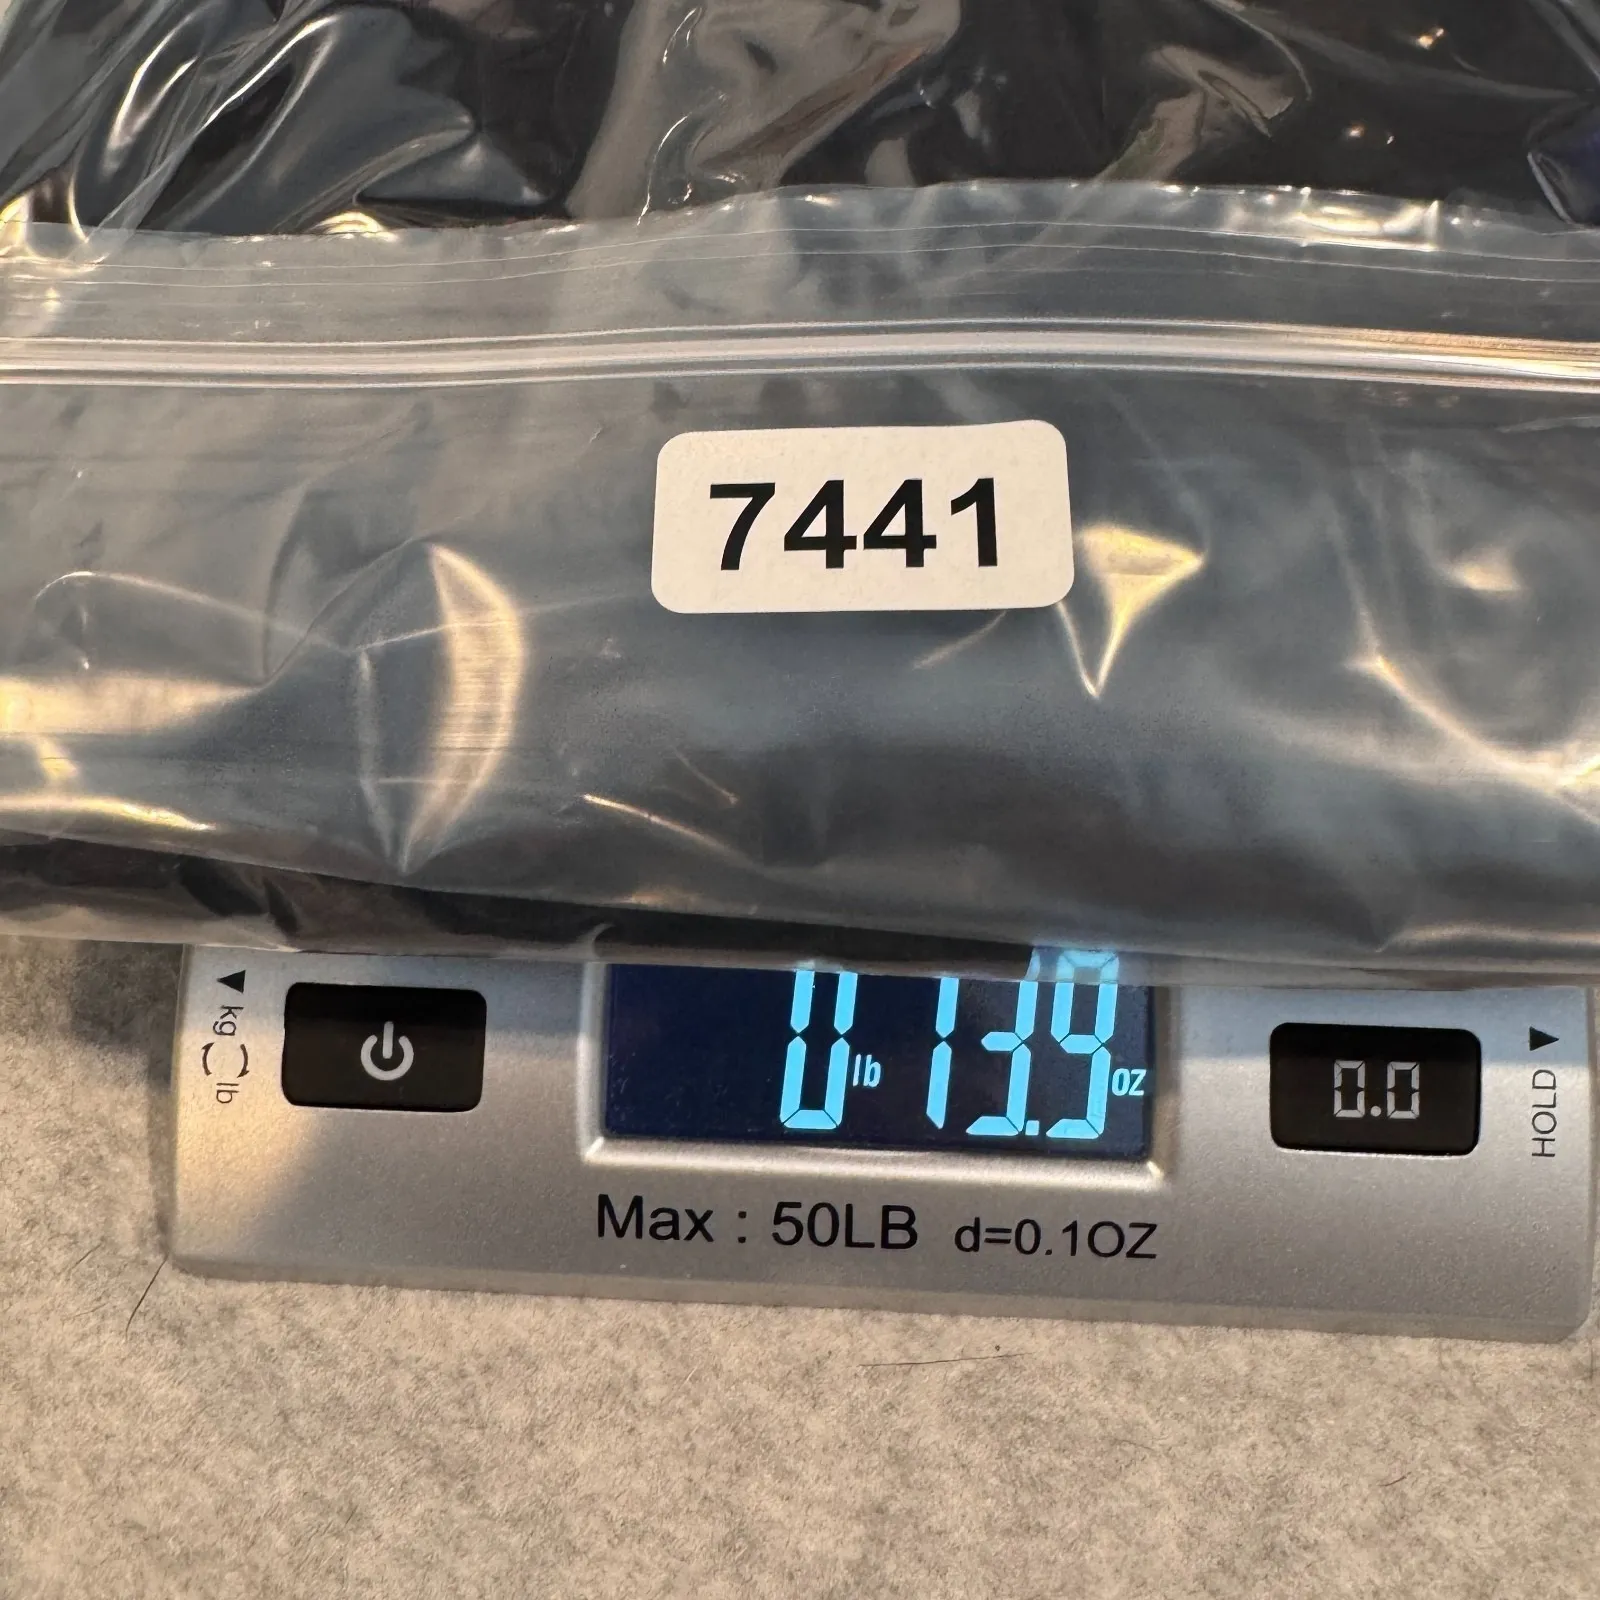 7441
kg lb
0 lb 13.9 oz
0.0
HOLD
Max : 50LB d=0.1OZ